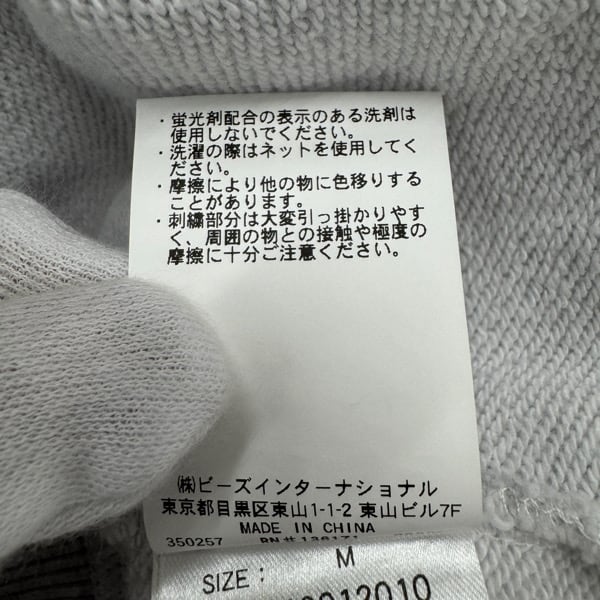 ・蛍光剤配合の表示のある洗剤は
使用しないでください。
・洗濯の際はネットを使用してく
ださい。
・摩擦により他の物に色移りする
ことがあります。
・刺繍部分は大変引っ掛かりやす
く、周囲の物との接触や極度の
摩擦に十分ご注意ください。
㈱ビーズインターナショナル
東京都目黒区東山1-1-2 東山ビル7F
MADE IN CHINA
350257
M
SIZE :